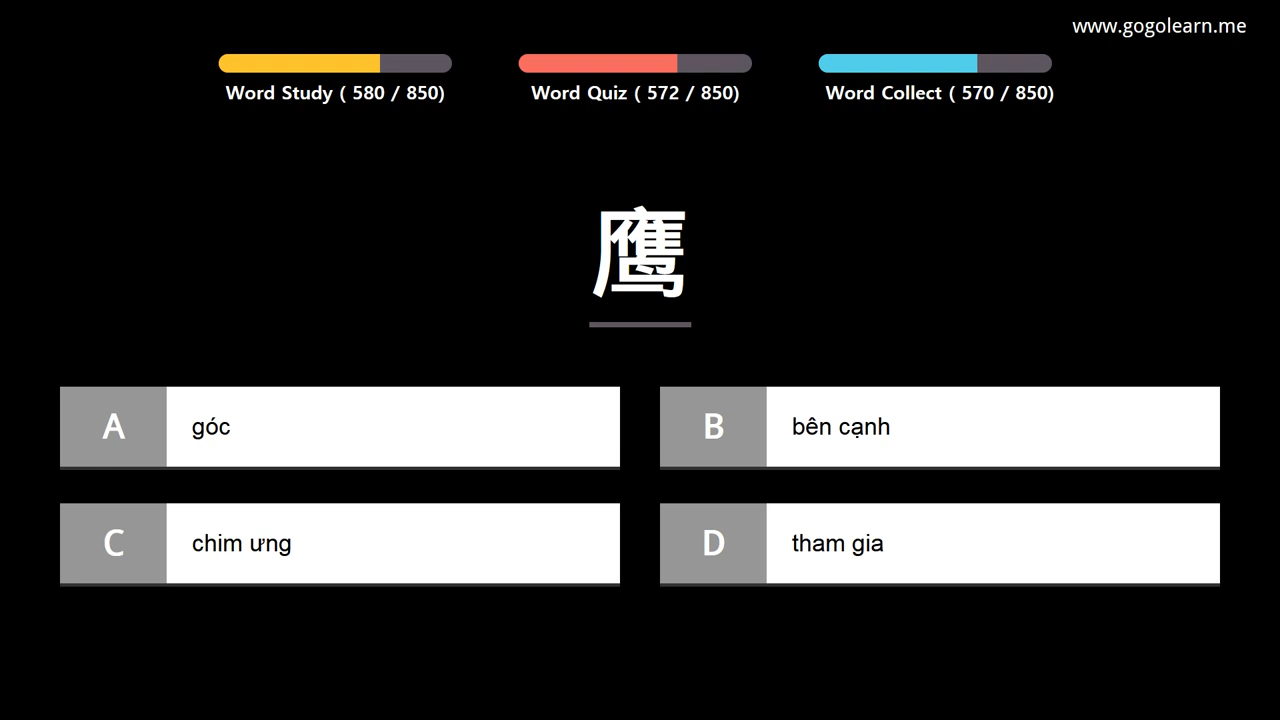 www.gogolearn.me
Word Study ( 580 / 850)
Word Quiz ( 572 / 850)
Word Collect ( 570 / 850)
鹰
A góc
B bên cạnh
C chim ưng
D tham gia